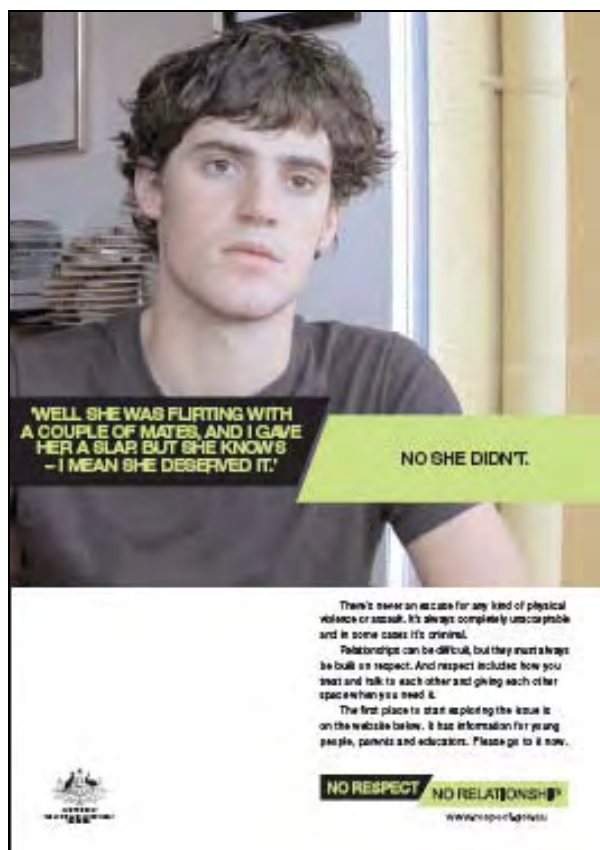 'WELL SHE WAS FLIRTING WITH
A COUPLE OF MATES, AND I GAVE
HER A SLAP. BUT SHE KNOWS
– I MEAN SHE DESERVED IT.'
NO SHE DIDN'T.
There's never an excuse for any kind of physical
violence or assault. It's always completely unacceptable
and in some cases it's criminal.
Relationships can be difficult, but they must always
be built on respect. And respect includes how you
treat and talk to each other and giving each other
space when you need it.
The first place to start exploring the issue is
on the website below. It has information for young
people, parents and educators. Please go to it now.
NO RESPECT NO RELATIONSHIP
www.respect.gov.au